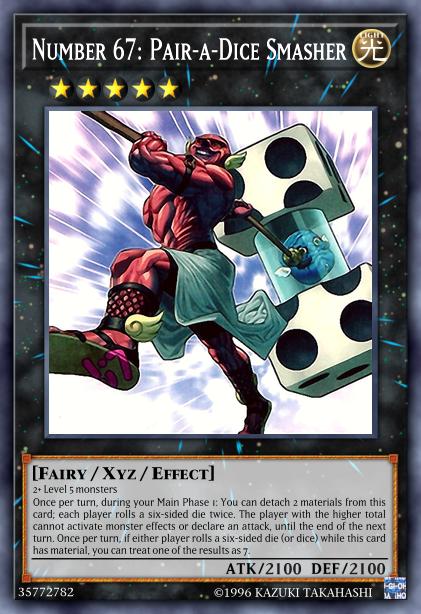 Number 67: Pair-a-Dice Smasher
LIGHT
光
[Fairy / Xyz / Effect]
2+ Level 5 monsters
Once per turn, during your Main Phase 1: You can detach 2 materials from this
card; each player rolls a six-sided die twice. The player with the higher total
cannot activate monster effects or declare an attack, until the end of the next
turn. Once per turn, if either player rolls a six-sided die (or dice) while this card
has material, you can treat one of the results as 7.
ATK/2100 DEF/2100
35772782
©1996 KAZUKI TAKAHASHI